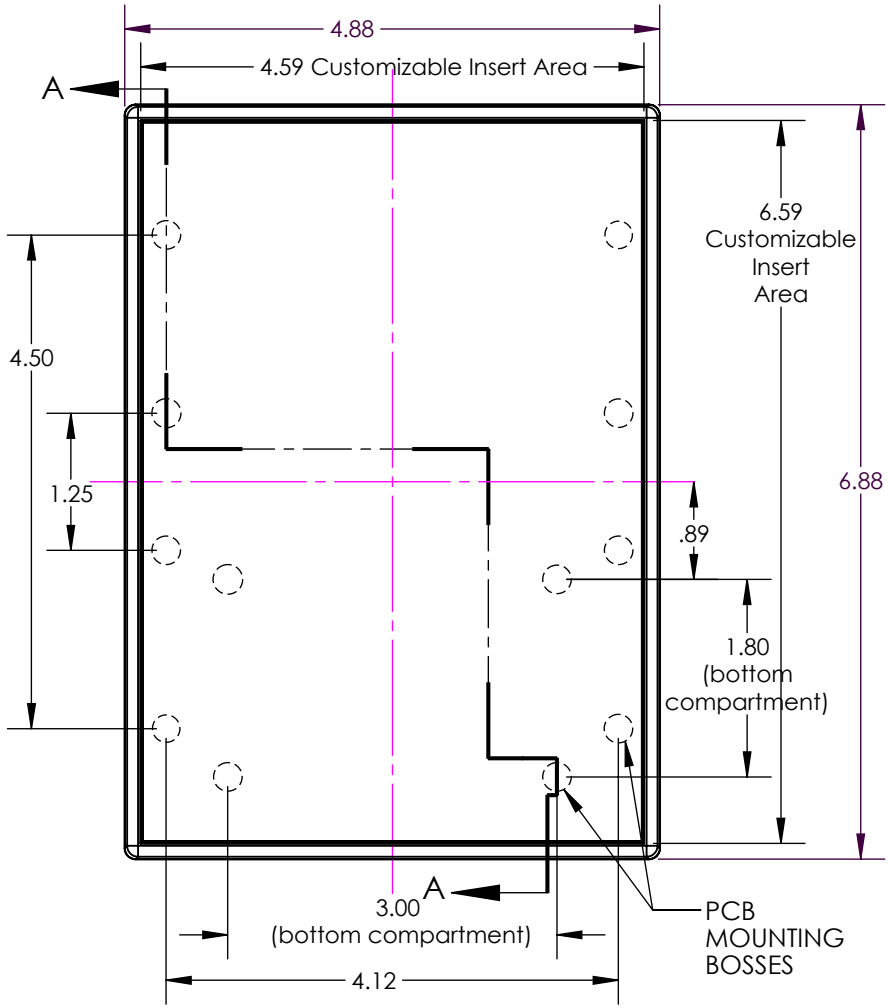 4.88
4.59 Customizable Insert Area
A
6.59
Customizable
Insert
Area
4.50
1.25
6.88
.89
1.80
(bottom
compartment)
A
3.00
(bottom compartment)
4.12
PCB
MOUNTING
BOSSES